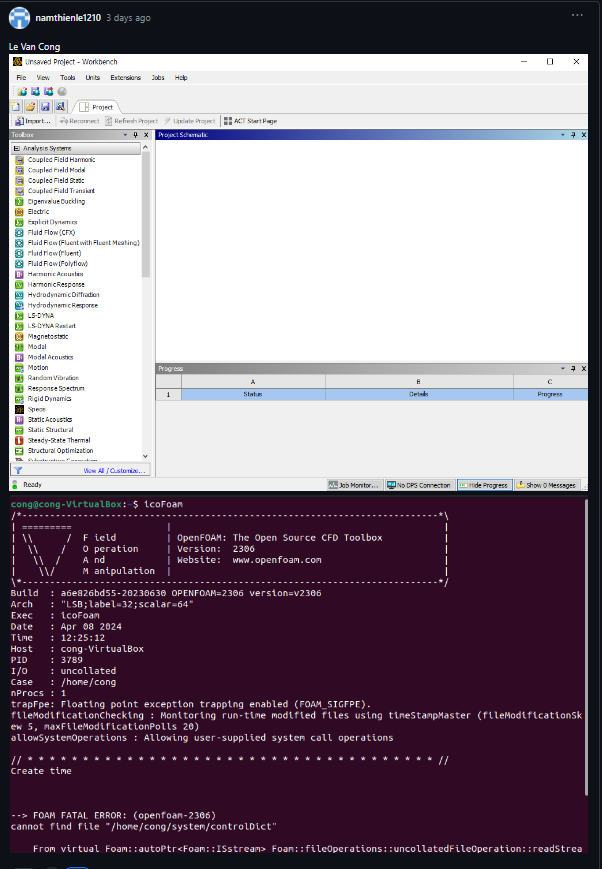 namthienle1210 3 days ago
Le Van Cong
Unsaved Project - Workbench
File View Tools Units Extensions Jobs Help
Project
Import... Reconnect Refresh Project Update Project ACT Start Page
Toolbox
Project Schematic
Analysis Systems
Coupled Field Harmonic
Coupled Field Modal
Coupled Field Static
Coupled Field Transient
Eigenvalue Buckling
Electric
Explicit Dynamics
Fluid Flow (CFX)
Fluid Flow (Fluent with Fluent Meshing)
Fluid Flow (Fluent)
Fluid Flow (Polyflow)
Harmonic Acoustics
Harmonic Response
Hydrodynamic Diffraction
Hydrodynamic Response
LS-DYNA
LS-DYNA Restart
Magnetostatic
Modal
Modal Acoustics
Motion
Random Vibration
Response Spectrum
Rigid Dynamics
Speos
Static Acoustics
Static Structural
Steady-State Thermal
Structural Optimization
View All / Customize...
Progress
A B C
1 Status Details Progress
Ready
Job Monitor... No DPS Connection Hide Progress Show 0 Messages
cong@cong-VirtualBox:~$ icoFoam
/*---------------------------------------------------------------------------*\
| ========= | |
| \\ / F ield | OpenFOAM: The Open Source CFD Toolbox |
| \\ / O peration | Version: 2306 |
| \\ / A nd | Website: www.openfoam.com |
| \\/ M anipulation | |
\*---------------------------------------------------------------------------*/
Build : a6e826bd55-20230630 OPENFOAM=2306 version=v2306
Arch : "LSB;label=32;scalar=64"
Exec : icoFoam
Date : Apr 08 2024
Time : 12:25:12
Host : cong-VirtualBox
PID : 3789
I/O : uncollated
Case : /home/cong
nProcs : 1
trapFpe: Floating point exception trapping enabled (FOAM_SIGFPE).
fileModificationChecking : Monitoring run-time modified files using timeStampMaster (fileModificationSk
ew 5, maxFileModificationPolls 20)
allowSystemOperations : Allowing user-supplied system call operations
// * * * * * * * * * * * * * * * * * * * * * * * * * * * * * * * * * * * * * //
Create time
--> FOAM FATAL ERROR: (openfoam-2306)
cannot find file "/home/cong/system/controlDict"
From virtual Foam::autoPtr<Foam::ISstream> Foam::fileOperations::uncollatedFileOperation::readStrea